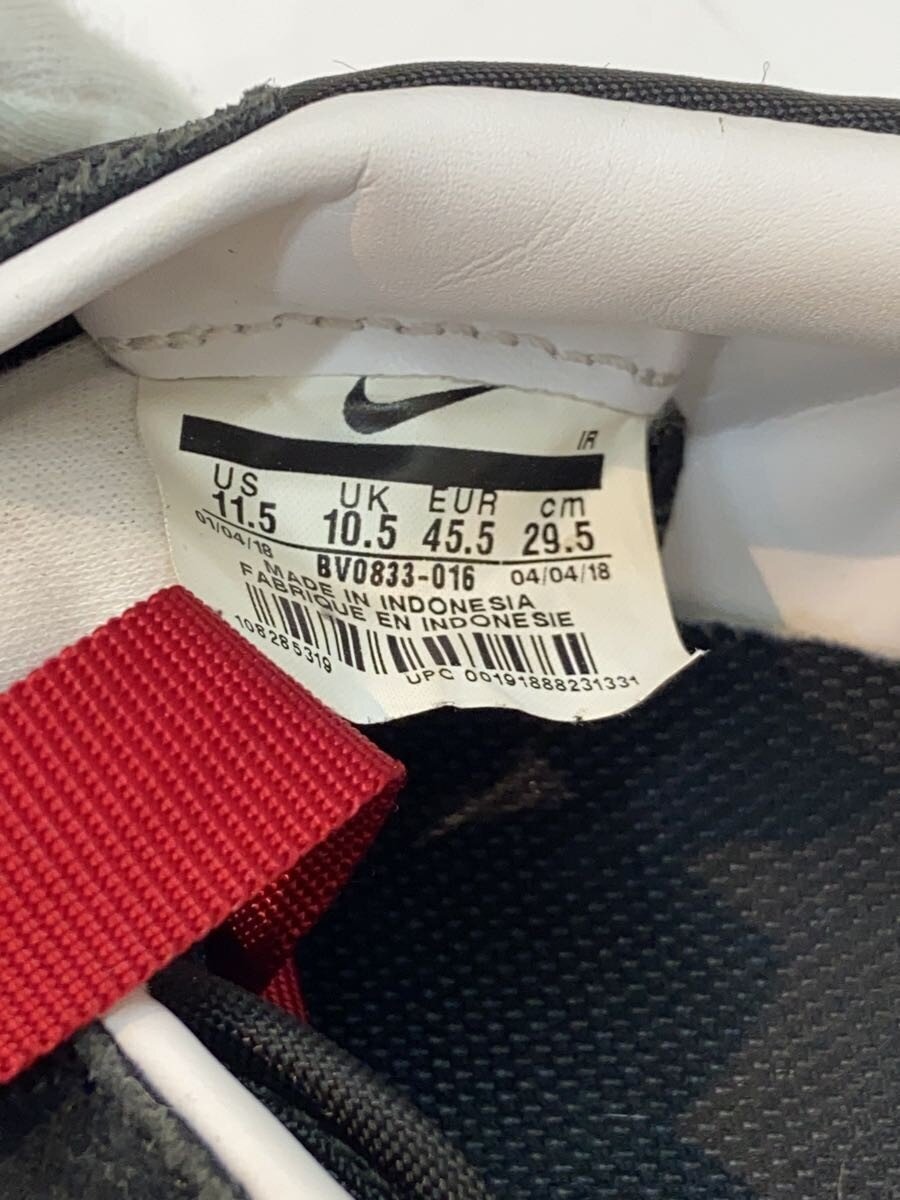 IR
US UK EUR cm
11.5 10.5 45.5 29.5
01/04/18 BV0833-016 04/04/18
MADE IN INDONESIA
FABRIQUE EN INDONESIE
108285319 UPC 00191888231331